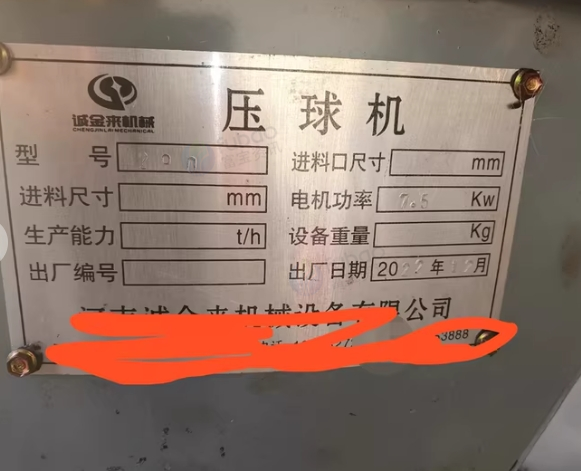 诚金来机械
CHENGJINLAI MECHANICAL
压球机
型号 进料口尺寸 mm
进料尺寸 mm 电机功率 7.5 Kw
生产能力 t/h 设备重量 Kg
出厂编号 出厂日期 20 年 月
诚金来机械设备有限公司
3888